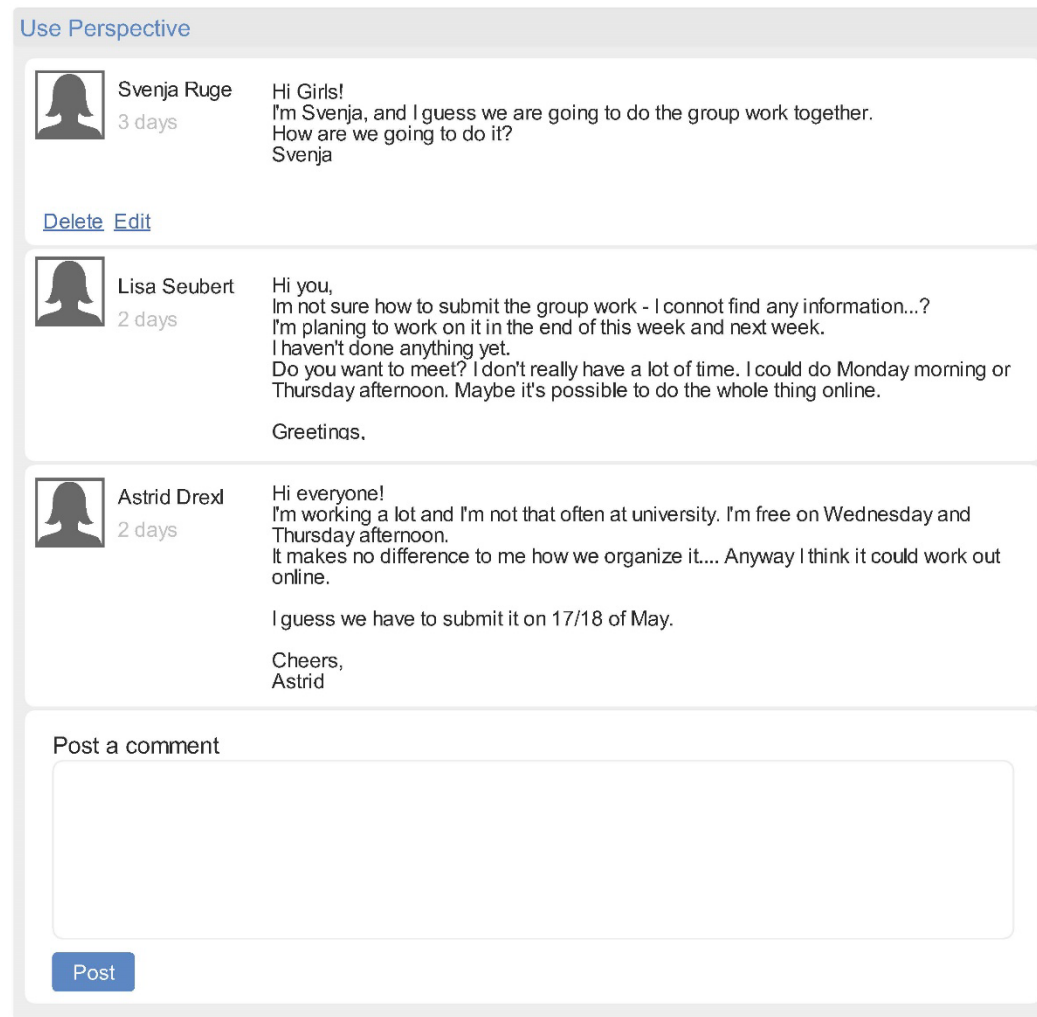 Use Perspective
Svenja Ruge
3 days
Hi Girls!
I'm Svenja, and I guess we are going to do the group work together.
How are we going to do it?
Svenja
Delete Edit
Lisa Seubert
2 days
Hi you,
Im not sure how to submit the group work - I connot find any information...?
I'm planing to work on it in the end of this week and next week.
I haven't done anything yet.
Do you want to meet? I don't really have a lot of time. I could do Monday morning or
Thursday afternoon. Maybe it's possible to do the whole thing online.
Greetings,
Astrid Drexl
2 days
Hi everyone!
I'm working a lot and I'm not that often at university. I'm free on Wednesday and
Thursday afternoon.
It makes no difference to me how we organize it.... Anyway I think it could work out
online.
I guess we have to submit it on 17/18 of May.
Cheers,
Astrid
Post a comment
Post